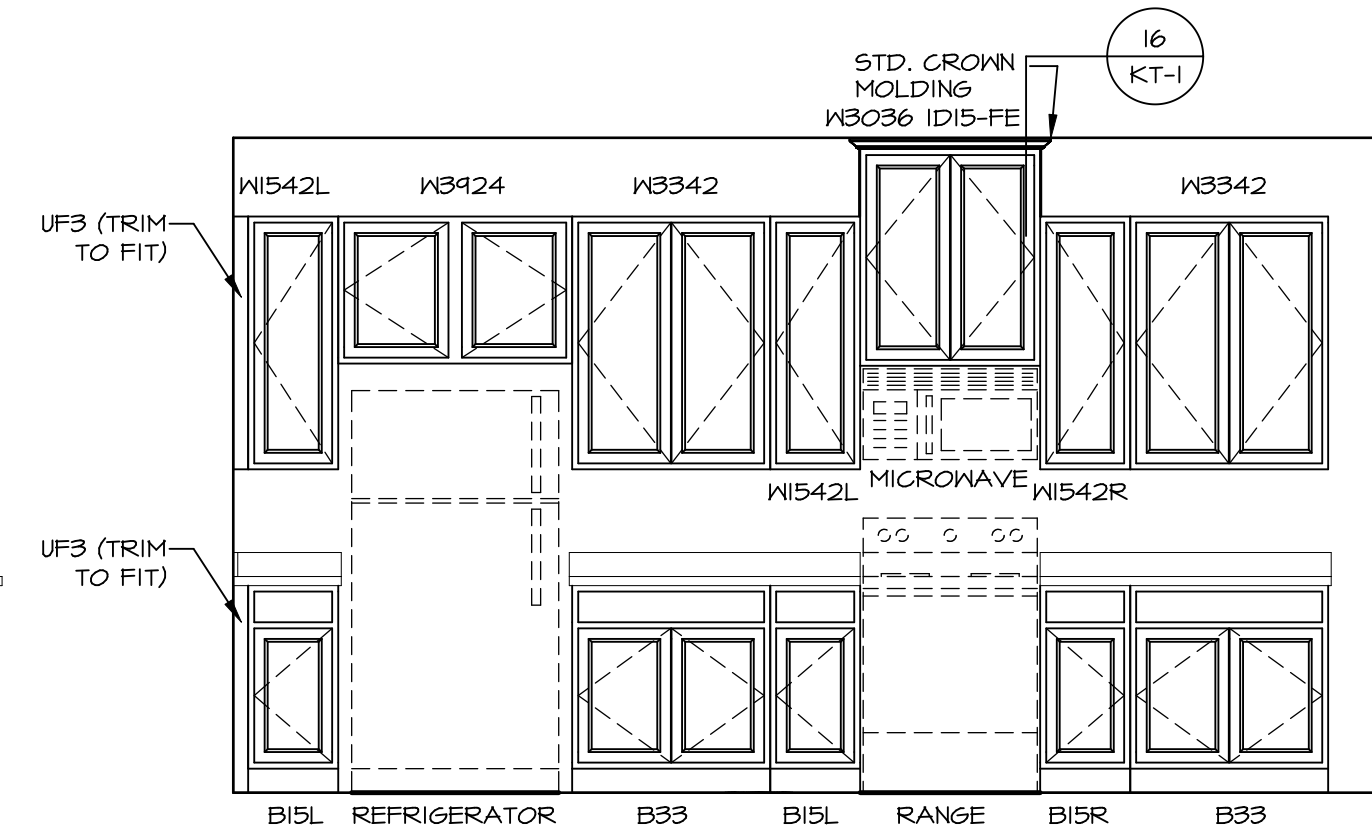 16
KT-1
STD. CROWN
MOLDING
W3036 1D15-FE
W1542L
W3924
W3342
W3342
UF3 (TRIM
TO FIT)
W1542L
MICROWAVE
W1542R
UF3 (TRIM
TO FIT)
B15L
REFRIGERATOR
B33
B15L
RANGE
B15R
B33